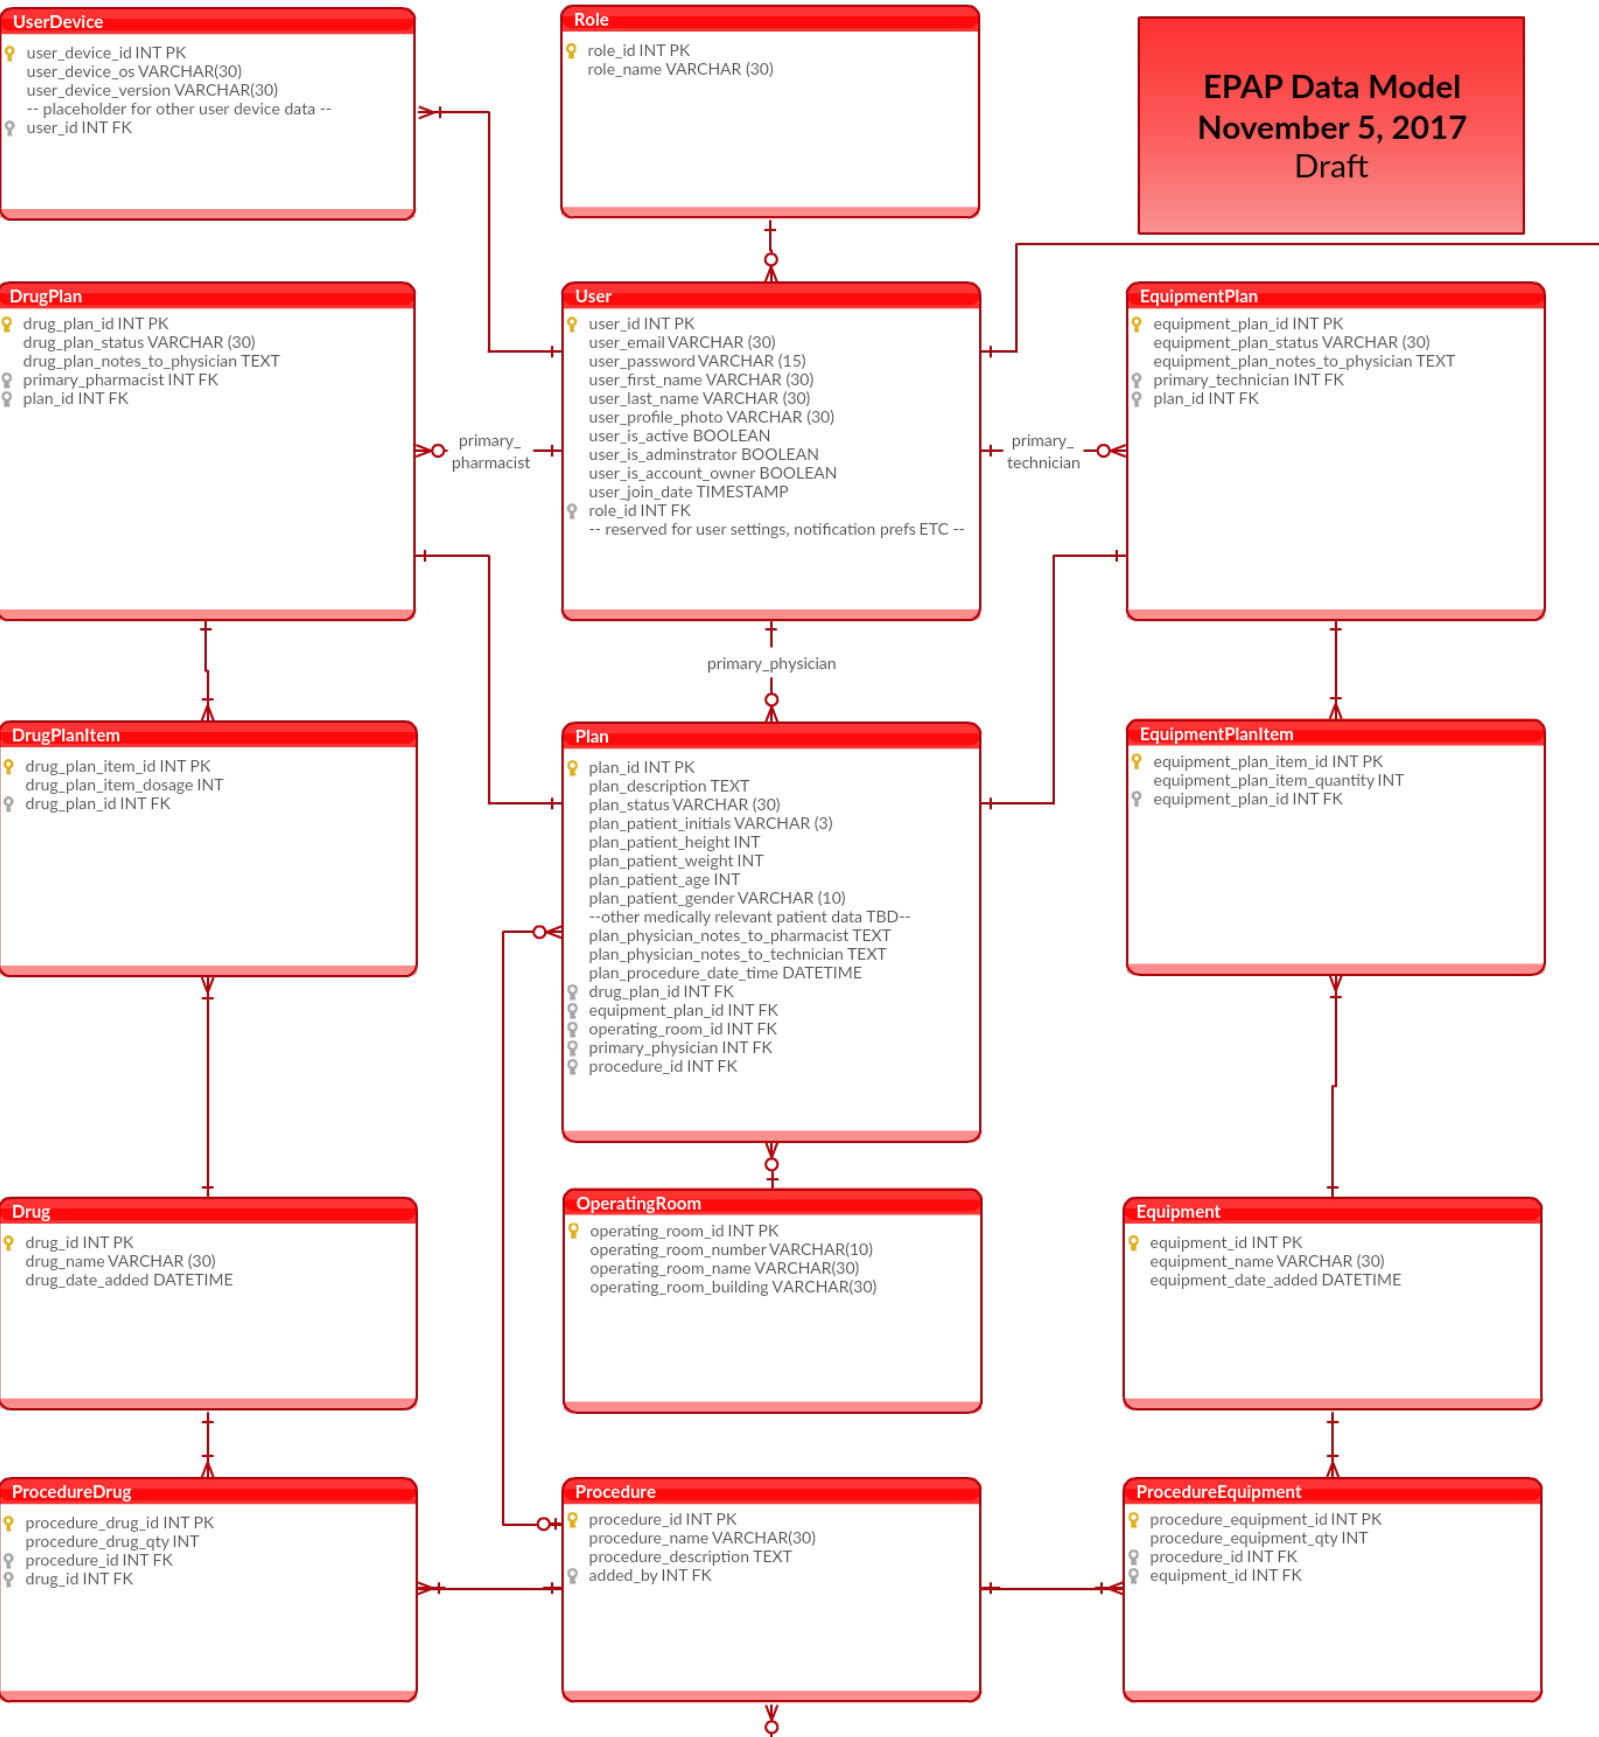 UserDevice
user_device_id INT PK
user_device_os VARCHAR(30)
user_device_version VARCHAR(30)
-- placeholder for other user device data --
user_id INT FK
Role
role_id INT PK
role_name VARCHAR (30)
EPAP Data Model
November 5, 2017
Draft
DrugPlan
drug_plan_id INT PK
drug_plan_status VARCHAR (30)
drug_plan_notes_to_physician TEXT
primary_pharmacist INT FK
plan_id INT FK
primary_
pharmacist
User
user_id INT PK
user_email VARCHAR (30)
user_password VARCHAR (15)
user_first_name VARCHAR (30)
user_last_name VARCHAR (30)
user_profile_photo VARCHAR (30)
user_is_active BOOLEAN
user_is_adminstrator BOOLEAN
user_is_account_owner BOOLEAN
user_join_date TIMESTAMP
role_id INT FK
-- reserved for user settings, notification prefs ETC --
primary_
technician
EquipmentPlan
equipment_plan_id INT PK
equipment_plan_status VARCHAR (30)
equipment_plan_notes_to_physician TEXT
primary_technician INT FK
plan_id INT FK
primary_physician
DrugPlanItem
drug_plan_item_id INT PK
drug_plan_item_dosage INT
drug_plan_id INT FK
Plan
plan_id INT PK
plan_description TEXT
plan_status VARCHAR (30)
plan_patient_initials VARCHAR (3)
plan_patient_height INT
plan_patient_weight INT
plan_patient_age INT
plan_patient_gender VARCHAR (10)
--other medically relevant patient data TBD--
plan_physician_notes_to_pharmacist TEXT
plan_physician_notes_to_technician TEXT
plan_procedure_date_time DATETIME
drug_plan_id INT FK
equipment_plan_id INT FK
operating_room_id INT FK
primary_physician INT FK
procedure_id INT FK
EquipmentPlanItem
equipment_plan_item_id INT PK
equipment_plan_item_quantity INT
equipment_plan_id INT FK
Drug
drug_id INT PK
drug_name VARCHAR (30)
drug_date_added DATETIME
OperatingRoom
operating_room_id INT PK
operating_room_number VARCHAR(10)
operating_room_name VARCHAR(30)
operating_room_building VARCHAR(30)
Equipment
equipment_id INT PK
equipment_name VARCHAR (30)
equipment_date_added DATETIME
ProcedureDrug
procedure_drug_id INT PK
procedure_drug_qty INT
procedure_id INT FK
drug_id INT FK
Procedure
procedure_id INT PK
procedure_name VARCHAR(30)
procedure_description TEXT
added_by INT FK
ProcedureEquipment
procedure_equipment_id INT PK
procedure_equipment_qty INT
procedure_id INT FK
equipment_id INT FK